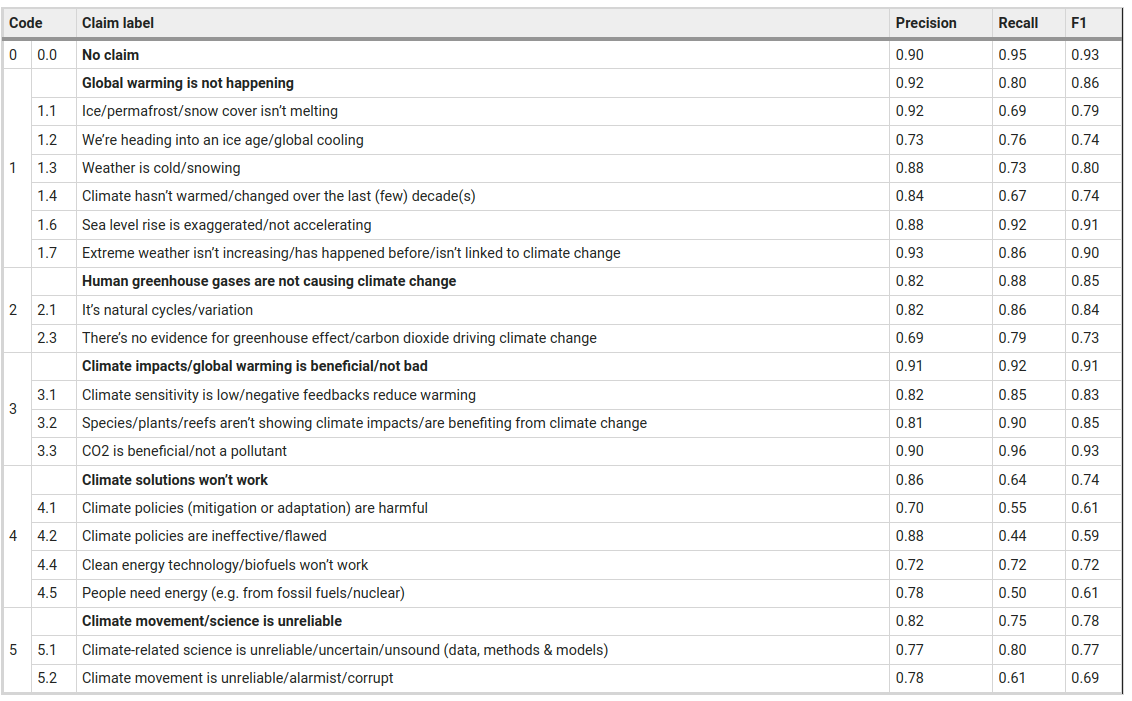 Code Claim label Precision Recall F1
0 0.0 No claim 0.90 0.95 0.93
Global warming is not happening 0.92 0.80 0.86
1.1 Ice/permafrost/snow cover isn’t melting 0.92 0.69 0.79
1.2 We’re heading into an ice age/global cooling 0.73 0.76 0.74
1 1.3 Weather is cold/snowing 0.88 0.73 0.80
1.4 Climate hasn’t warmed/changed over the last (few) decade(s) 0.84 0.67 0.74
1.6 Sea level rise is exaggerated/not accelerating 0.88 0.92 0.91
1.7 Extreme weather isn’t increasing/has happened before/isn’t linked to climate change 0.93 0.86 0.90
Human greenhouse gases are not causing climate change 0.82 0.88 0.85
2 2.1 It’s natural cycles/variation 0.82 0.86 0.84
2.3 There’s no evidence for greenhouse effect/carbon dioxide driving climate change 0.69 0.79 0.73
Climate impacts/global warming is beneficial/not bad 0.91 0.92 0.91
3.1 Climate sensitivity is low/negative feedbacks reduce warming 0.82 0.85 0.83
3 3.2 Species/plants/reefs aren’t showing climate impacts/are benefiting from climate change 0.81 0.90 0.85
3.3 CO2 is beneficial/not a pollutant 0.90 0.96 0.93
Climate solutions won’t work 0.86 0.64 0.74
4.1 Climate policies (mitigation or adaptation) are harmful 0.70 0.55 0.61
4 4.2 Climate policies are ineffective/flawed 0.88 0.44 0.59
4.4 Clean energy technology/biofuels won’t work 0.72 0.72 0.72
4.5 People need energy (e.g. from fossil fuels/nuclear) 0.78 0.50 0.61
Climate movement/science is unreliable 0.82 0.75 0.78
5 5.1 Climate-related science is unreliable/uncertain/unsound (data, methods & models) 0.77 0.80 0.77
5.2 Climate movement is unreliable/alarmist/corrupt 0.78 0.61 0.69